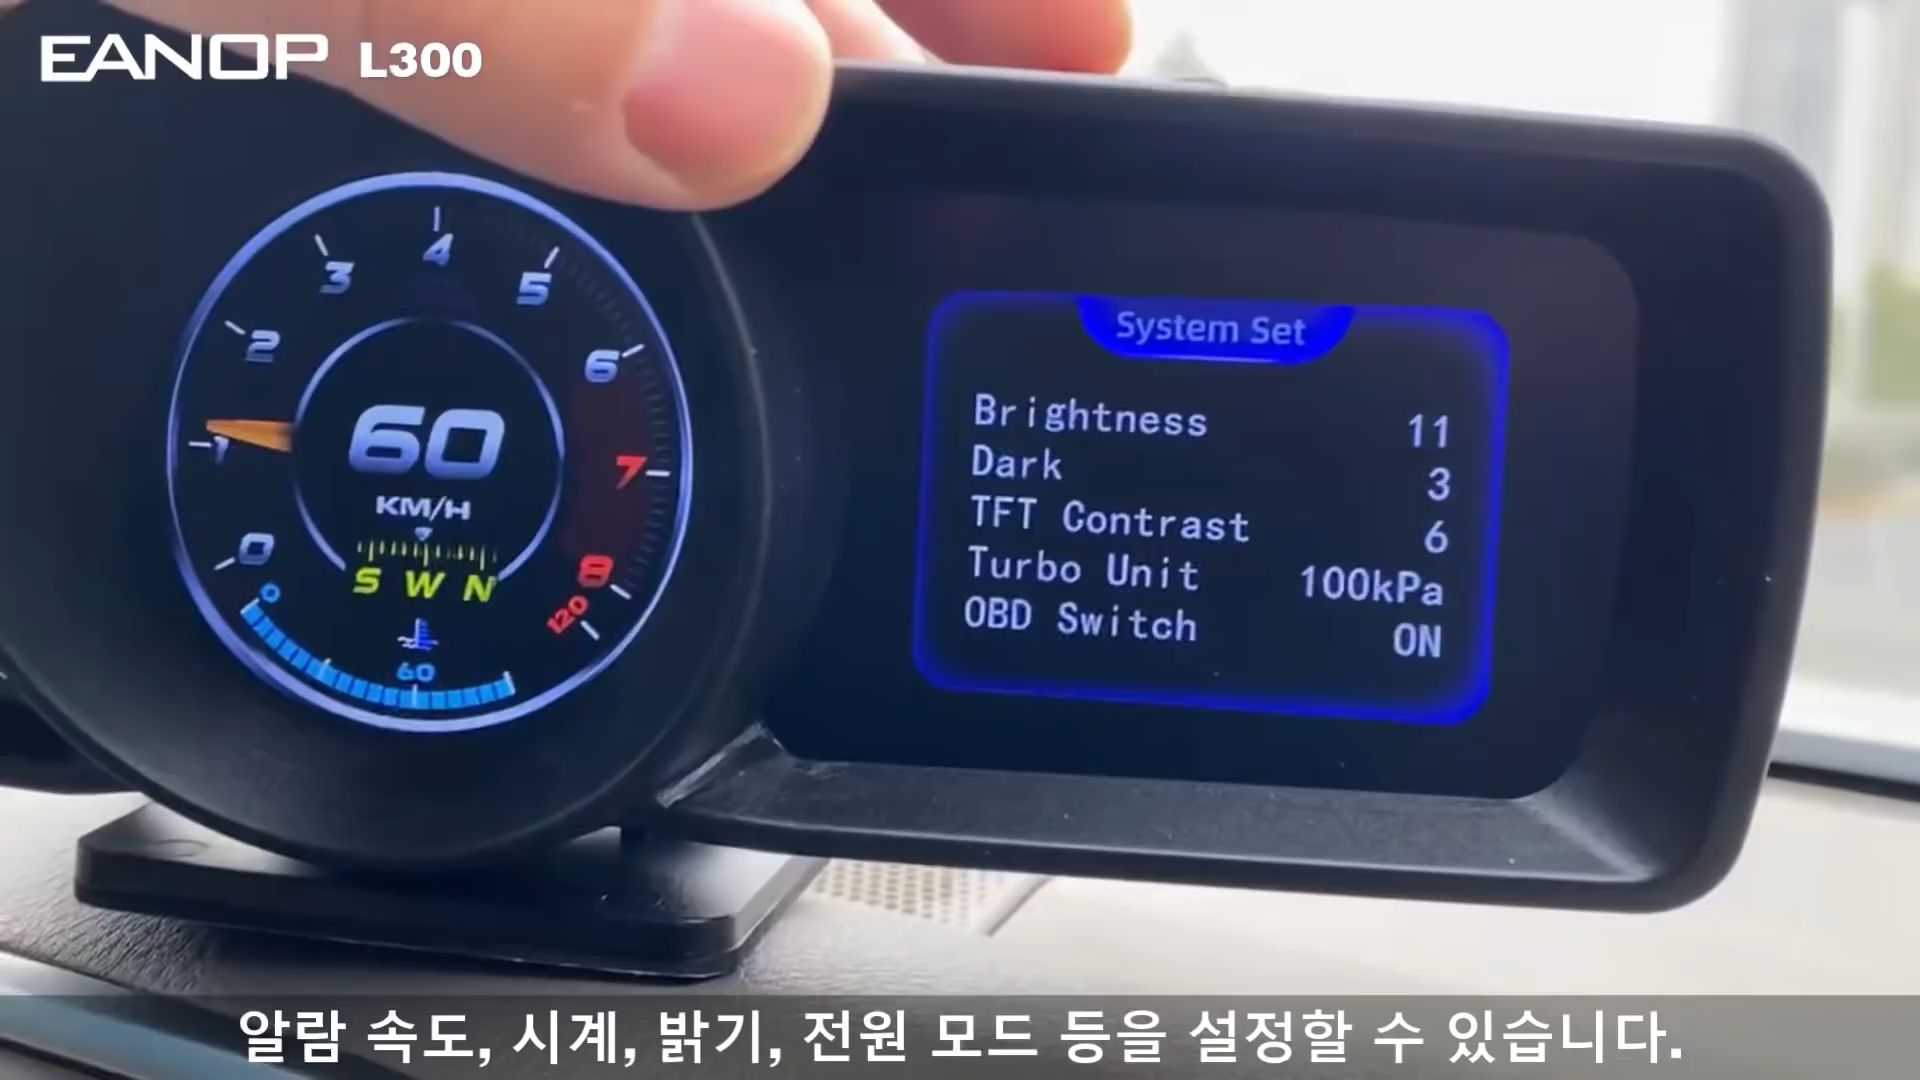 EANOP L300
4
3
5
2
6
60
1
7
KM/H
0
S W N
8
0
120
60
System Set
Brightness 11
Dark 3
TFT Contrast 6
Turbo Unit 100kPa
OBD Switch ON
알람 속도, 시계, 밝기, 전원 모드 등을 설정할 수 있습니다.